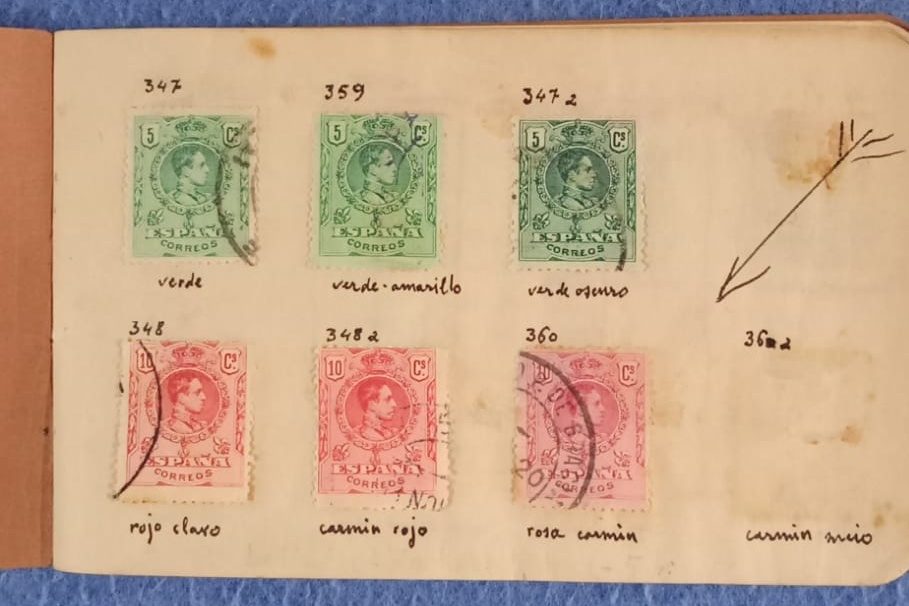 347 359 347 2
5 Cs 5 Cs 5 Cs
ESPAÑA ESPAÑA ESPAÑA
CORREOS CORREOS CORREOS
verde verde-amarillo verde oscuro
348 348 2 360
10 Cs 10 Cs 10 Cs
ESPAÑA ESPAÑA ESPAÑA
CORREOS CORREOS CORREOS
rojo claro carmin rojo rosa carmin carmin